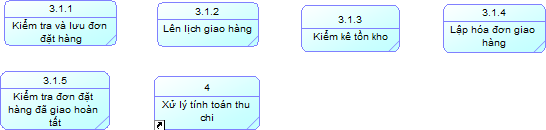 3.1.1
Kiểm tra và lưu đơn
đặt hàng
3.1.2
Lên lịch giao hàng
3.1.3
Kiểm kê tồn kho
3.1.4
Lập hóa đơn giao
hàng
3.1.5
Kiểm tra đơn đặt
hàng đã giao hoàn
tất
4
Xử lý tính toán thu
chi